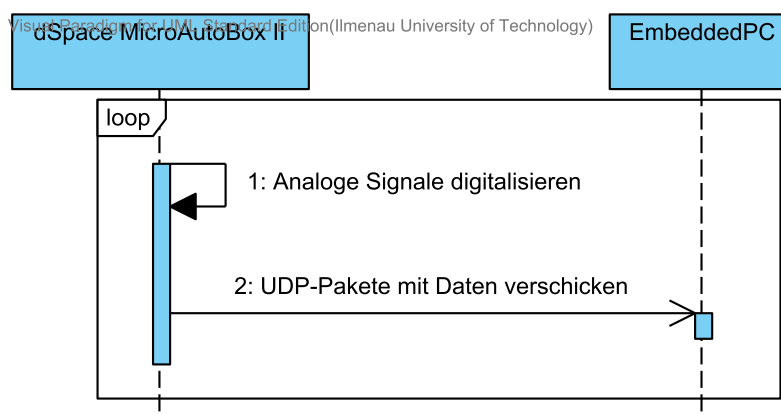 Visual Paradigm for UML Standard Edition(Ilmenau University of Technology)
dSpace MicroAutoBox II
EmbeddedPC
loop
1: Analoge Signale digitalisieren
2: UDP-Pakete mit Daten verschicken